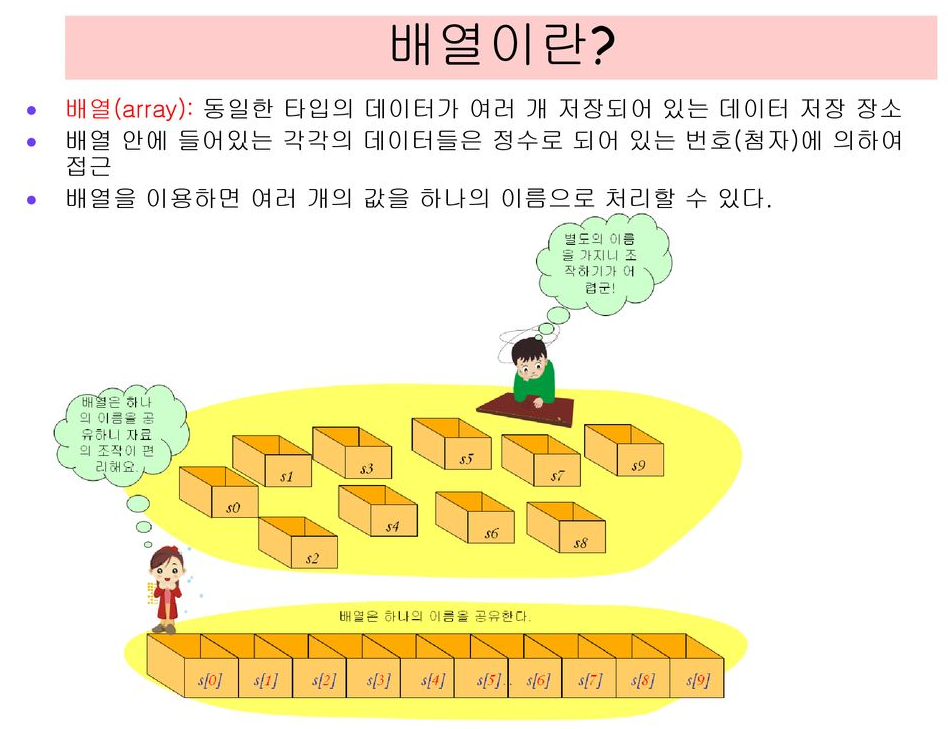 배열이란?
• 배열(array): 동일한 타입의 데이터가 여러 개 저장되어 있는 데이터 저장 장소
• 배열 안에 들어있는 각각의 데이터들은 정수로 되어 있는 번호(첨자)에 의하여
접근
• 배열을 이용하면 여러 개의 값을 하나의 이름으로 처리할 수 있다.
별도의 이름
을 가지니 조
작하기가 어
렵군!
배열은 하나
의 이름을 공
유하니 자료
의 조작이 편
리해요.
s0
s1
s2
s3
s4
s5
s6
s7
s8
s9
배열은 하나의 이름을 공유한다.
s[0] s[1] s[2] s[3] s[4] s[5].. s[6] s[7] s[8] s[9]